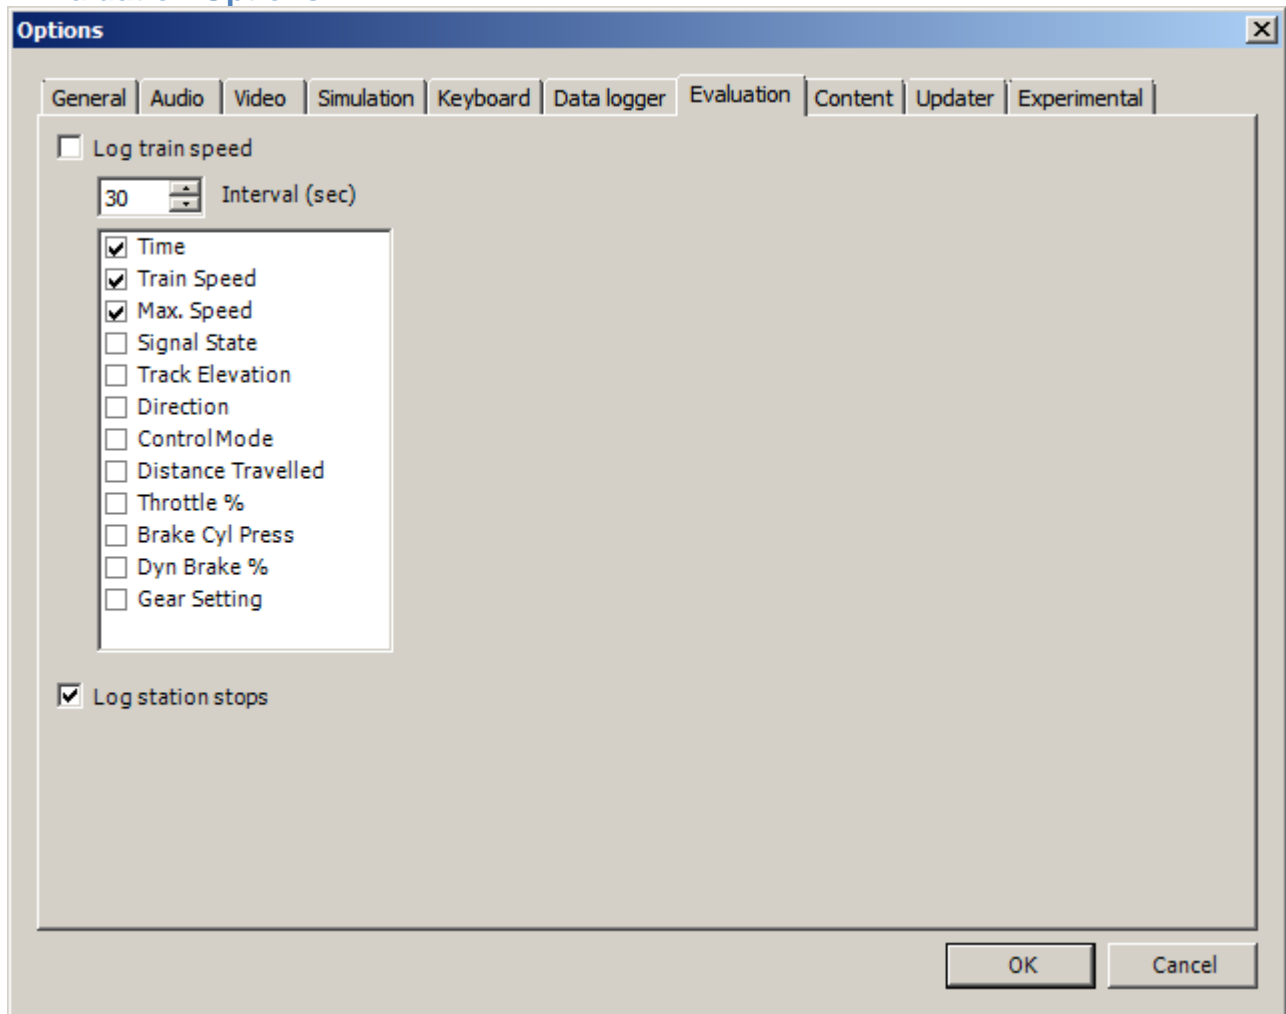 Options
General Audio Video Simulation Keyboard Data logger Evaluation Content Updater Experimental
Log train speed
30 Interval (sec)
Time
Train Speed
Max. Speed
Signal State
Track Elevation
Direction
ControlMode
Distance Travelled
Throttle %
Brake Cyl Press
Dyn Brake %
Gear Setting
Log station stops
OK Cancel